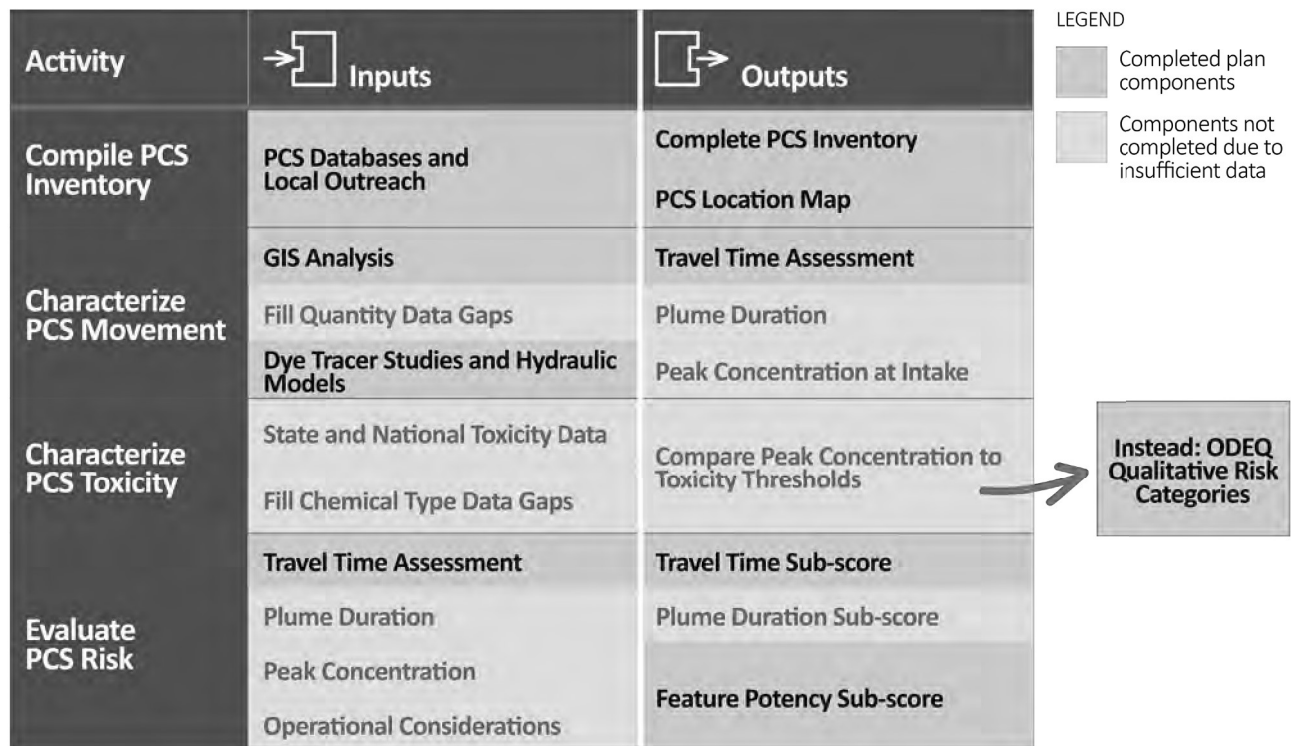 Activity
Inputs
Outputs
LEGEND
Completed plan
components
Components not
completed due to
insufficient data
Compile PCS
Inventory
PCS Databases and
Local Outreach
Complete PCS Inventory
PCS Location Map
Characterize
PCS Movement
GIS Analysis
Fill Quantity Data Gaps
Dye Tracer Studies and Hydraulic
Models
Travel Time Assessment
Plume Duration
Peak Concentration at Intake
Characterize
PCS Toxicity
State and National Toxicity Data
Fill Chemical Type Data Gaps
Compare Peak Concentration to
Toxicity Thresholds
Instead: ODEQ
Qualitative Risk
Categories
Evaluate
PCS Risk
Travel Time Assessment
Plume Duration
Peak Concentration
Operational Considerations
Travel Time Sub-score
Plume Duration Sub-score
Feature Potency Sub-score